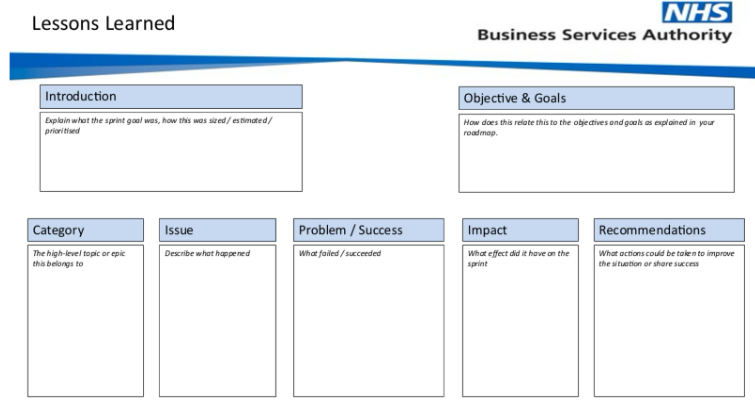 Lessons Learned
NHS
Business Services Authority
Introduction
Explain what the sprint goal was, how this was sized / estimated /
prioritised
Objective & Goals
How does this relate this to the objectives and goals as explained in your
roadmap.
Category
The high-level topic or epic
this belongs to
Issue
Describe what happened
Problem / Success
What failed / succeeded
Impact
What effect did it have on the
sprint
Recommendations
What actions could be taken to improve
the situation or share success